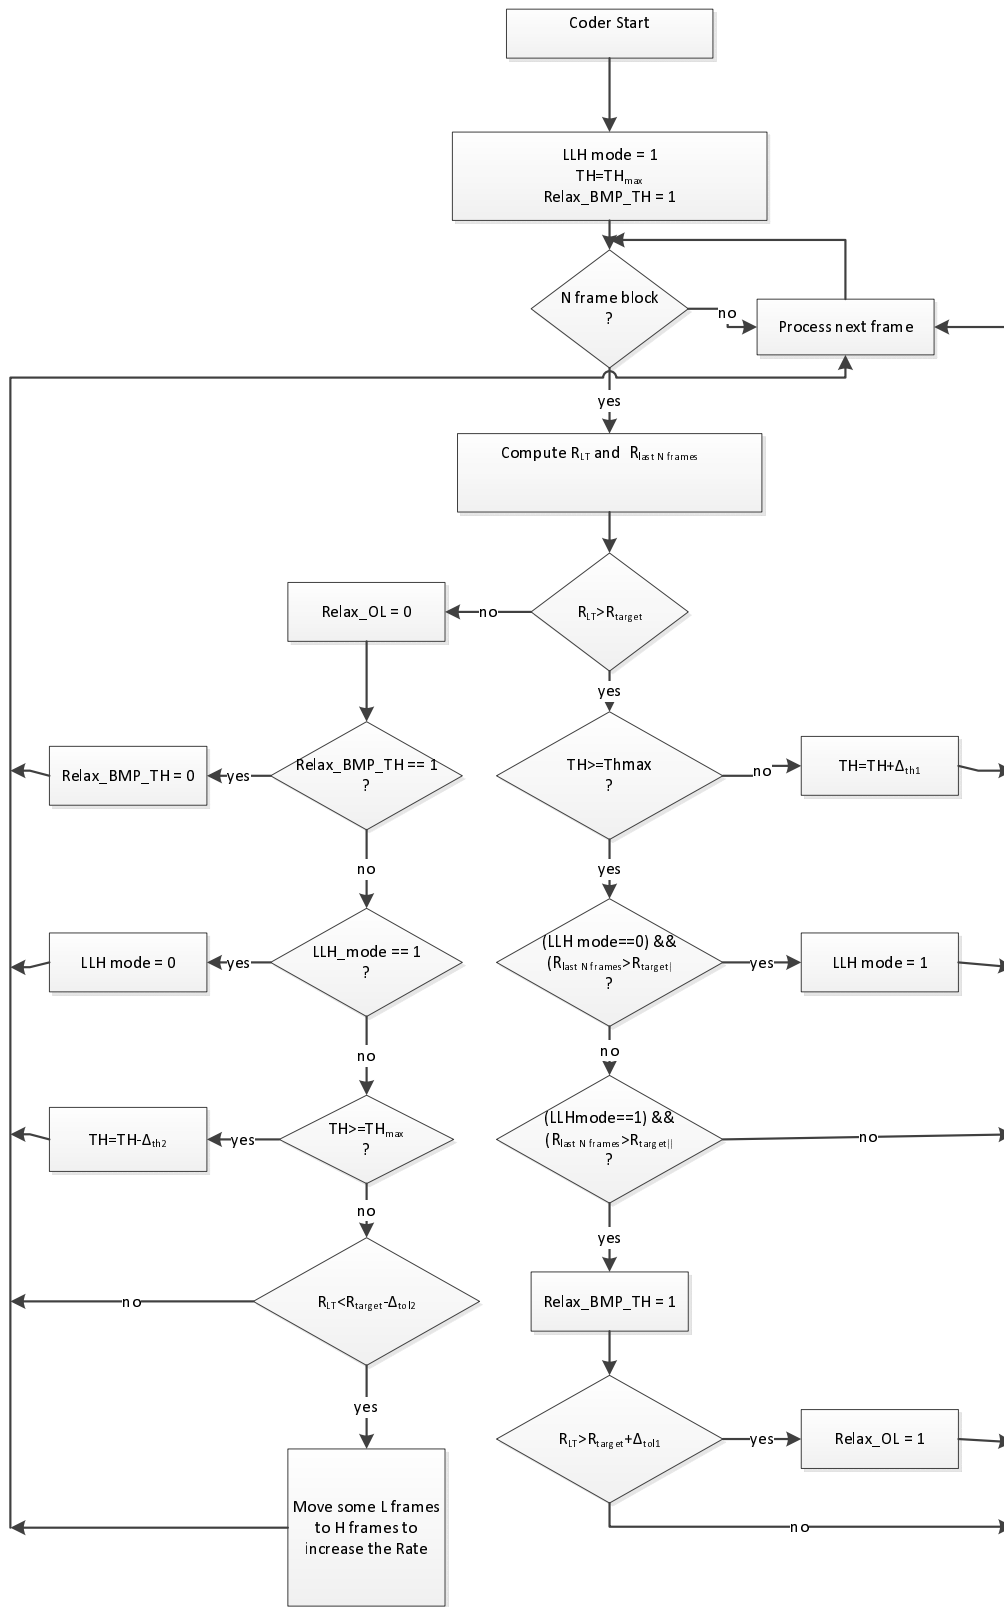 Coder Start
LLH mode = 1
TH=THmax
Relax_BMP_TH = 1
N frame block
?
no
Process next frame
yes
Compute RLT and Rlast N frames
Relax_OL = 0
no
RLT>Rtarget
yes
Relax_BMP_TH = 0
yes
Relax_BMP_TH == 1
?
TH>=Thmax
?
no
TH=TH+Δth1
no
yes
LLH mode = 0
yes
LLH_mode == 1
?
(LLH mode==0) &&
(Rlast N frames>Rtarget|
?
yes
LLH mode = 1
no
no
TH=TH-Δth2
yes
TH>=THmax
?
(LLHmode==1) &&
(Rlast N frames>Rtarget||
?
no
no
yes
no
RLT<Rtarget-Δtol2
Relax_BMP_TH = 1
yes
RLT>Rtarget+Δtol1
yes
Relax_OL = 1
Move some L frames
to H frames to
increase the Rate
no